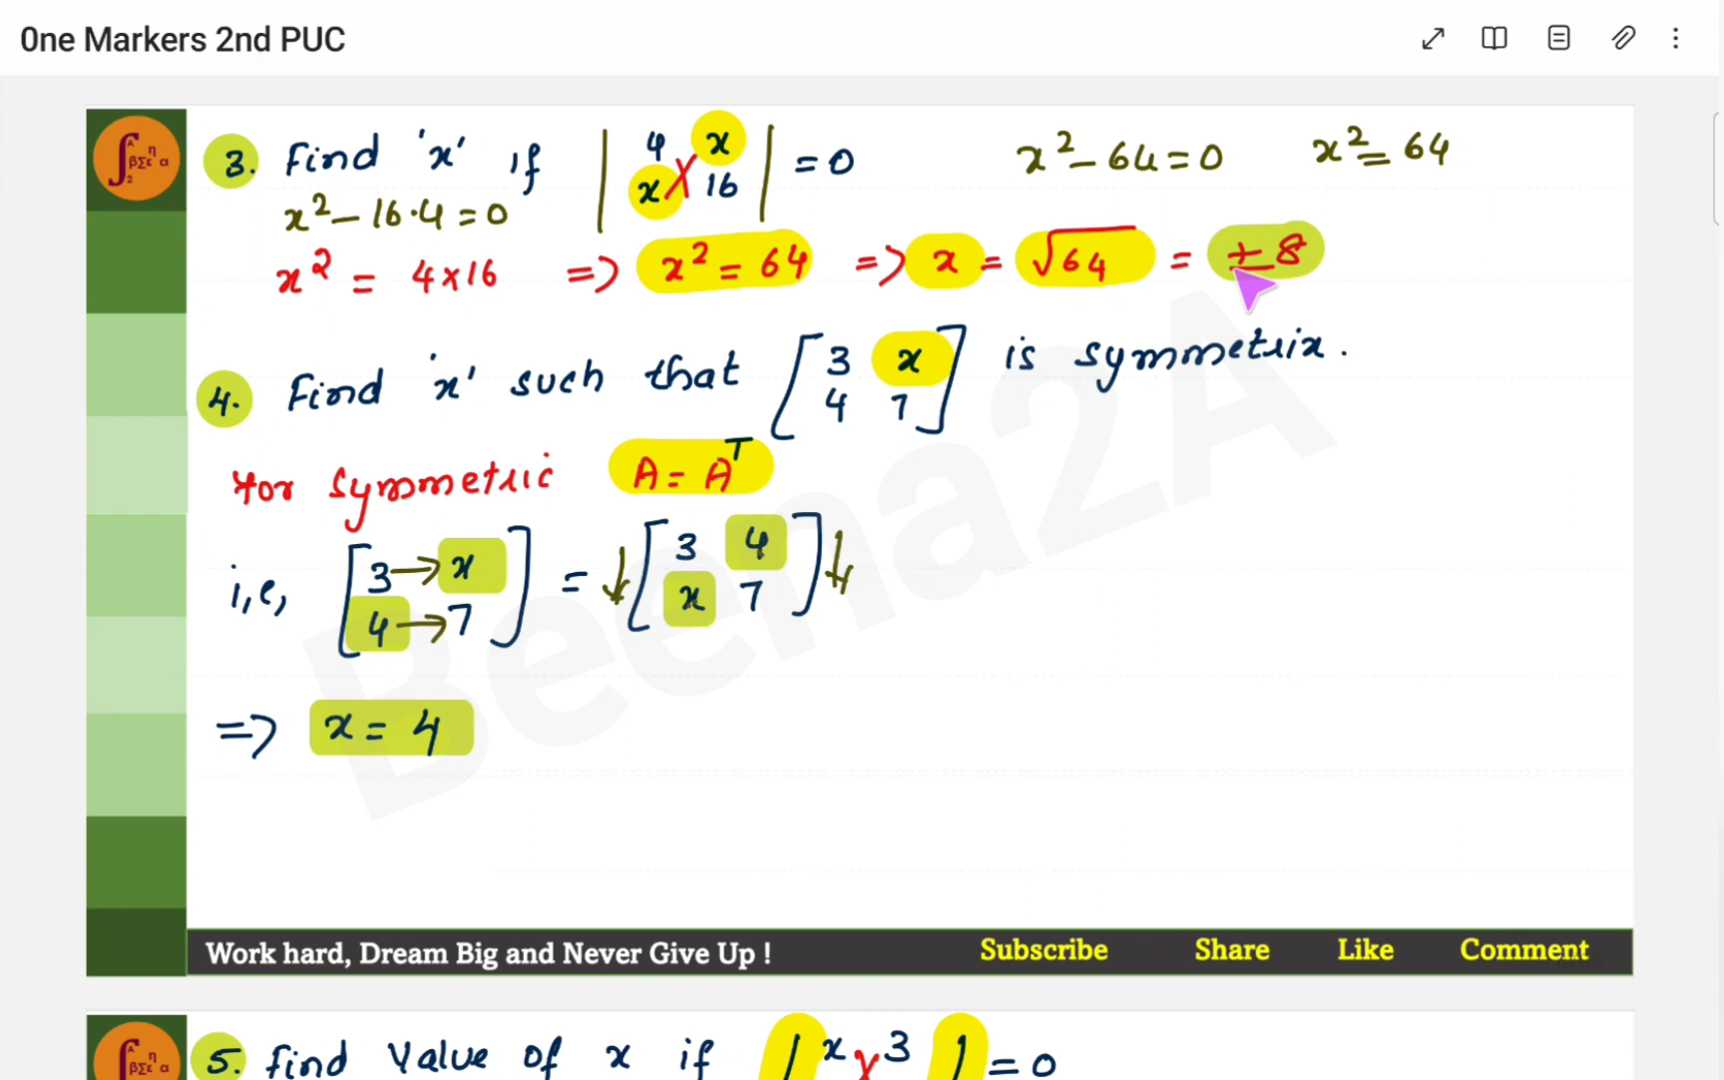 One Markers 2nd PUC
3. Find 'x' if | 4 x | = 0 x² - 64 = 0 x² = 64
| x 16 |
x² - 16·4 = 0
x² = 4 x 16 => x² = 64 => x = √64 = ± 8
4. Find 'x' such that [ 3 x ] is symmetrix.
[ 4 7 ]
for symmetric A = Aᵀ
i,e, [ 3 → x ] = ↓ [ 3 4 ] ↓
[ 4 → 7 ] [ x 7 ]
=> x = 4
Beena2A
Work hard, Dream Big and Never Give Up ! Subscribe Share Like Comment
5. find Value of x if | x 3 | = 0